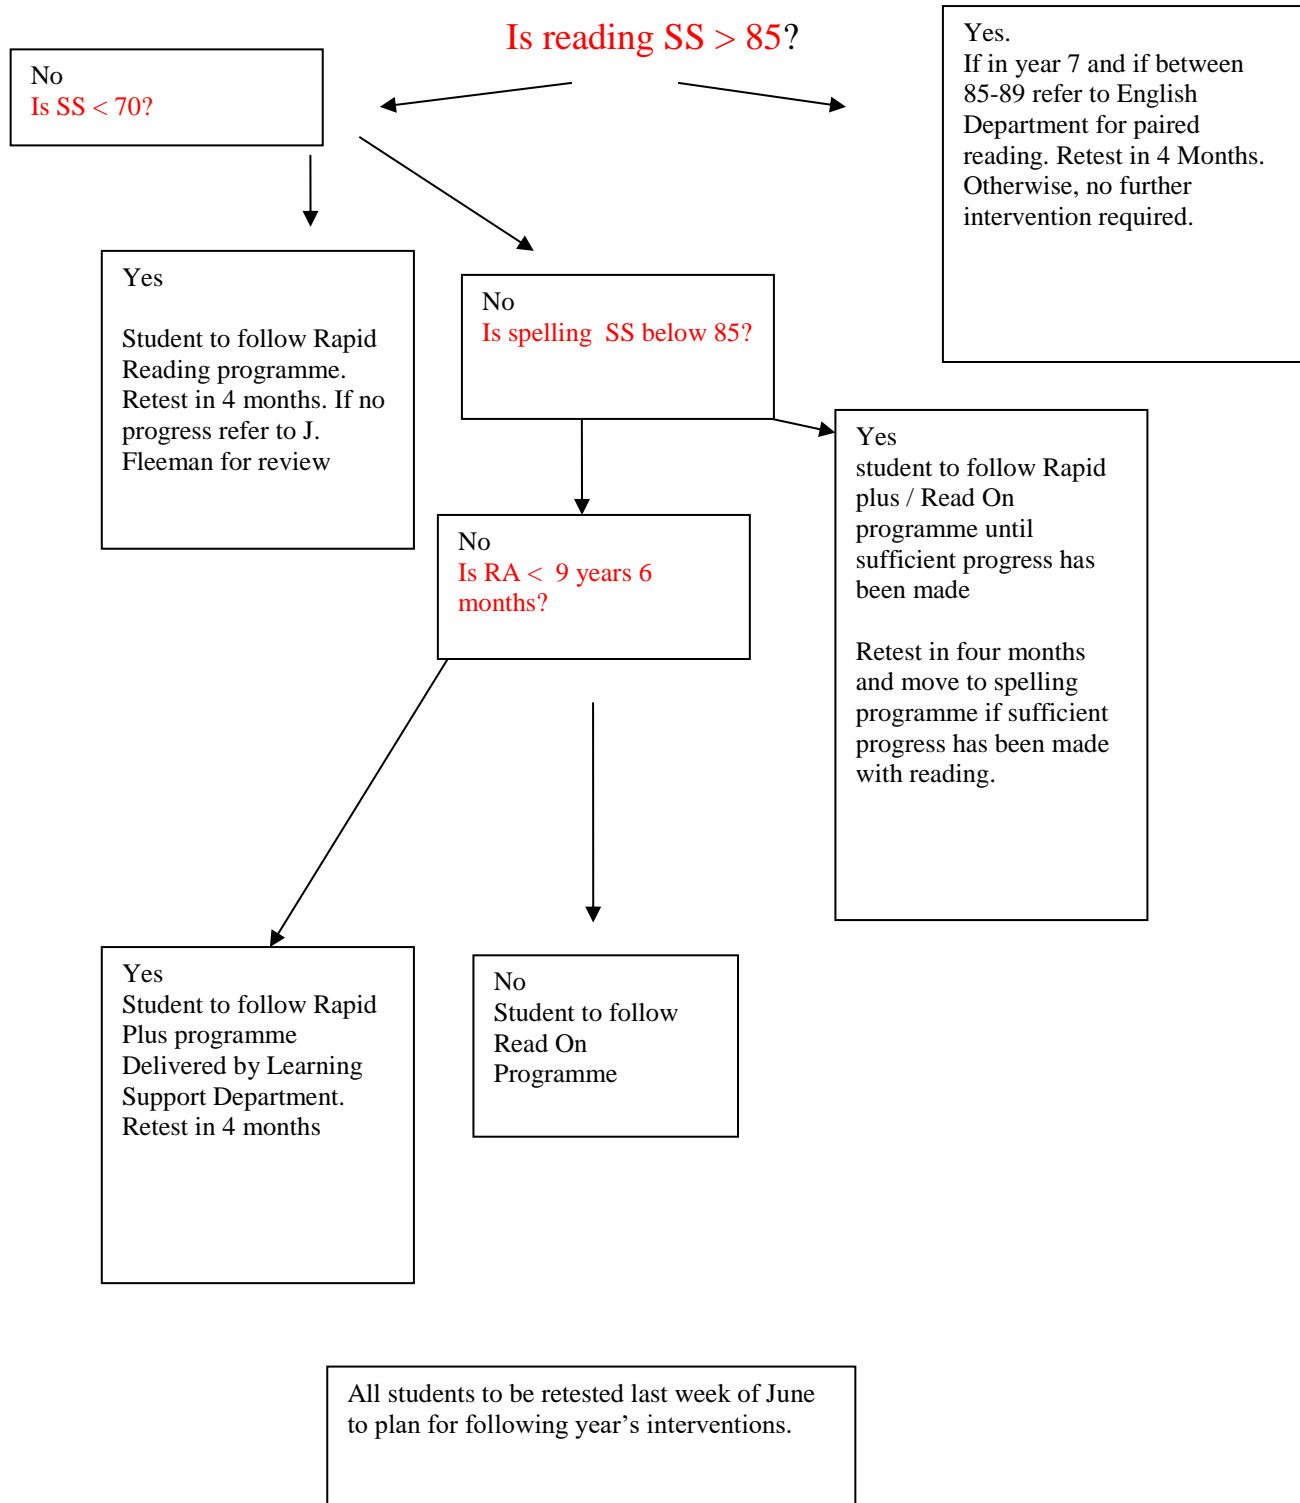 Is reading SS > 85?
No
Is SS < 70?
Yes.
If in year 7 and if between
85-89 refer to English
Department for paired
reading. Retest in 4 Months.
Otherwise, no further
intervention required.
Yes
Student to follow Rapid
Reading programme.
Retest in 4 months. If no
progress refer to J.
Fleeman for review
No
Is spelling  SS below 85?
Yes
student to follow Rapid
plus / Read On
programme until
sufficient progress has
been made
Retest in four months
and move to spelling
programme if sufficient
progress has been made
with reading.
No
Is RA <  9 years 6
months?
Yes
Student to follow Rapid
Plus programme
Delivered by Learning
Support Department.
Retest in 4 months
No
Student to follow
Read On
Programme
All students to be retested last week of June
to plan for following year’s interventions.